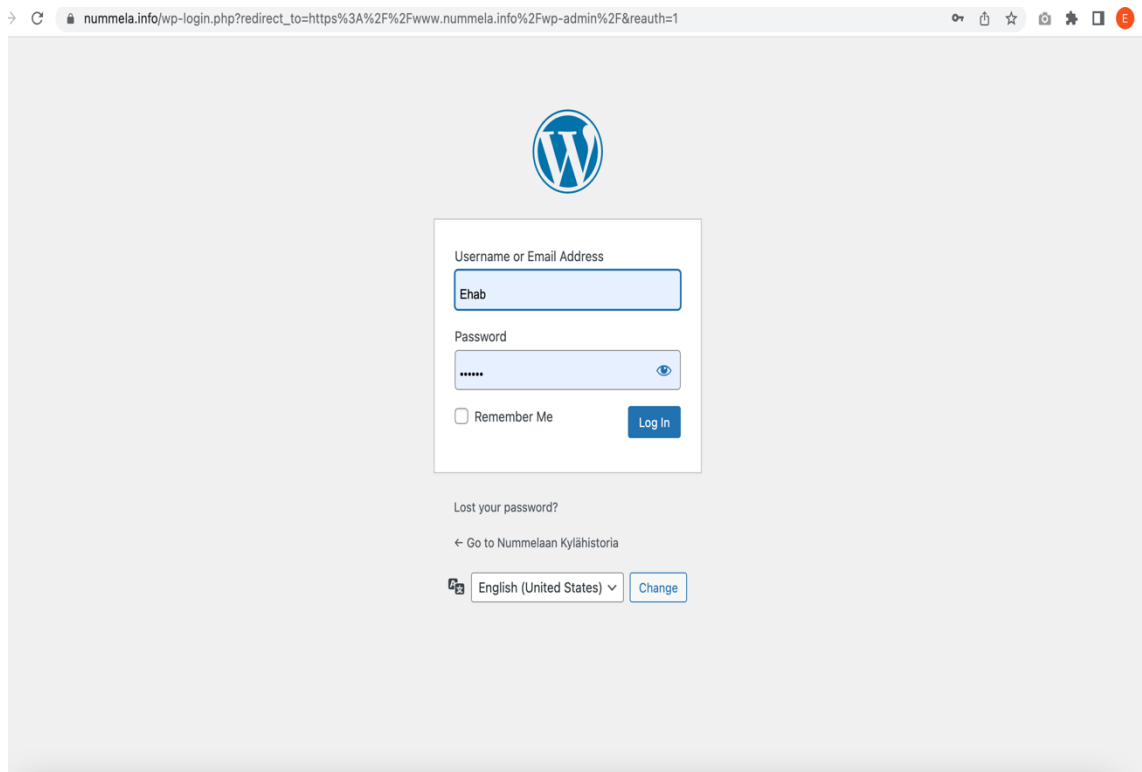 nummela.info/wp-login.php?redirect_to=https%3A%2F%2Fwww.nummela.info%2Fwp-admin%2F&reauth=1
E
W
Username or Email Address
Ehab
Password
••••••
Remember Me
Log In
Lost your password?
← Go to Nummelaan Kylähistoria
English (United States)
Change